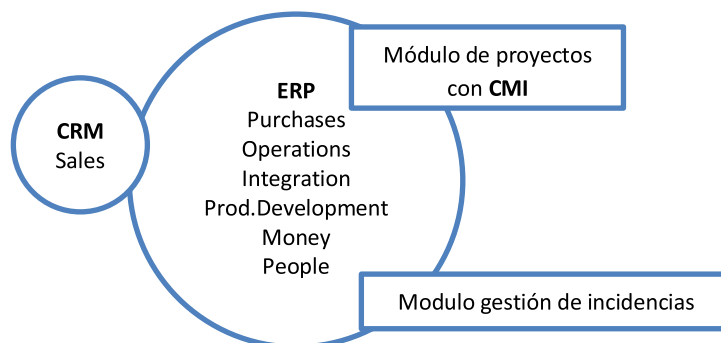 CRM
Sales
ERP
Purchases
Operations
Integration
Prod.Development
Money
People
Módulo de proyectos
con CMI
Modulo gestión de incidencias